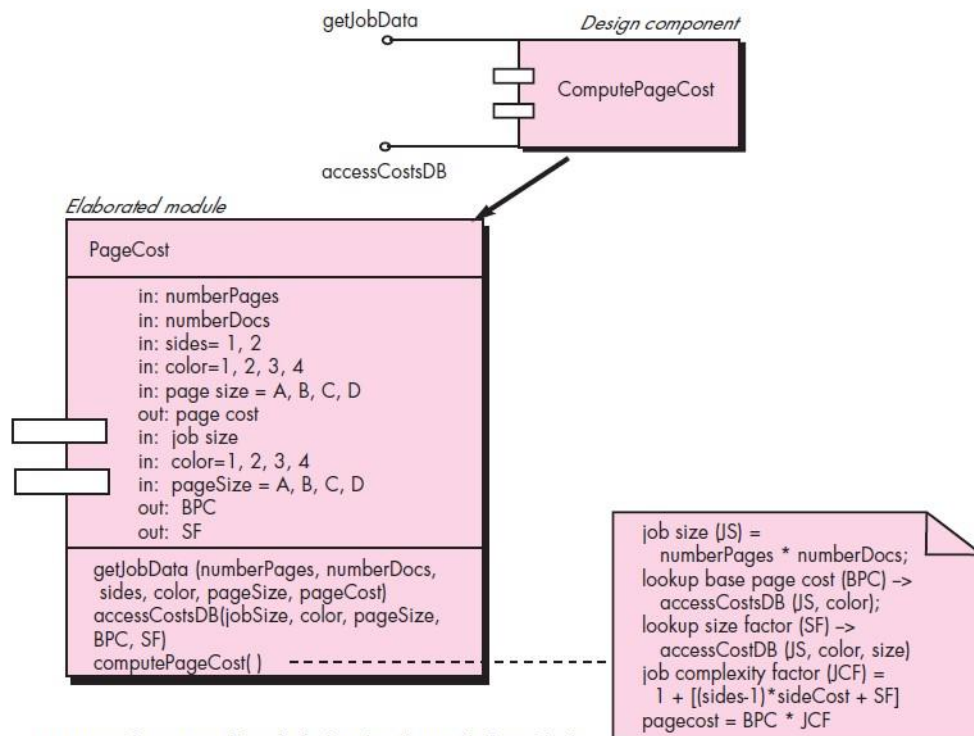 getJobData
Design component
ComputePageCost
accessCostsDB
Elaborated module
PageCost
in: numberPages
in: numberDocs
in: sides= 1, 2
in: color=1, 2, 3, 4
in: page size = A, B, C, D
out: page cost
in: job size
in: color=1, 2, 3, 4
in: pageSize = A, B, C, D
out: BPC
out: SF
getJobData (numberPages, numberDocs,
sides, color, pageSize, pageCost)
accessCostsDB(jobSize, color, pageSize,
BPC, SF)
computePageCost( )
job size (JS) =
numberPages * numberDocs;
lookup base page cost (BPC) –>
accessCostsDB (JS, color);
lookup size factor (SF) –>
accessCostDB (JS, color, size)
job complexity factor (JCF) =
1 + [(sides-1)*sideCost + SF]
pagecost = BPC * JCF